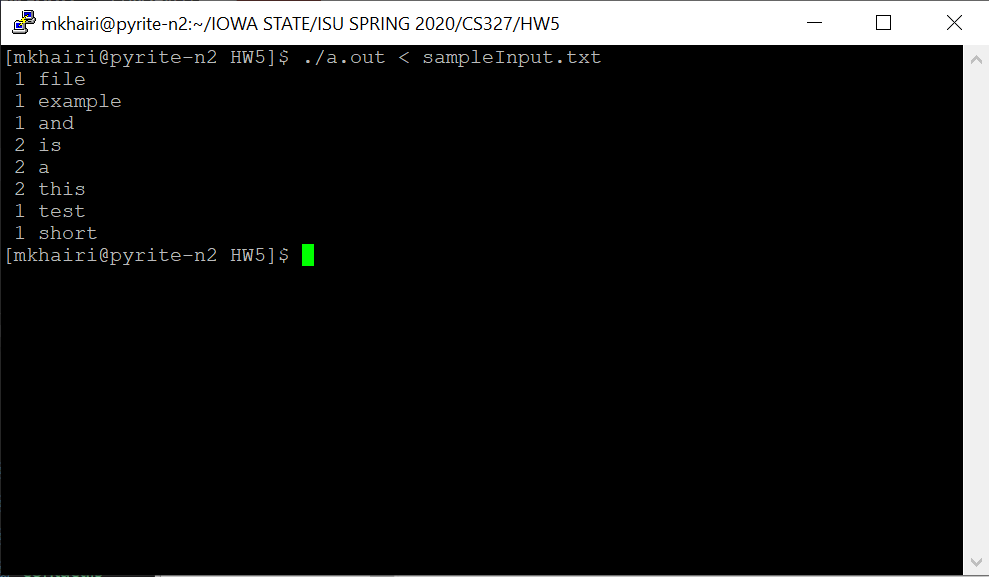 mkhairi@pyrite-n2:~/IOWA STATE/ISU SPRING 2020/CS327/HW5
[mkhairi@pyrite-n2 HW5]$ ./a.out < sampleInput.txt
1 file
1 example
1 and
2 is
2 a
2 this
1 test
1 short
[mkhairi@pyrite-n2 HW5]$